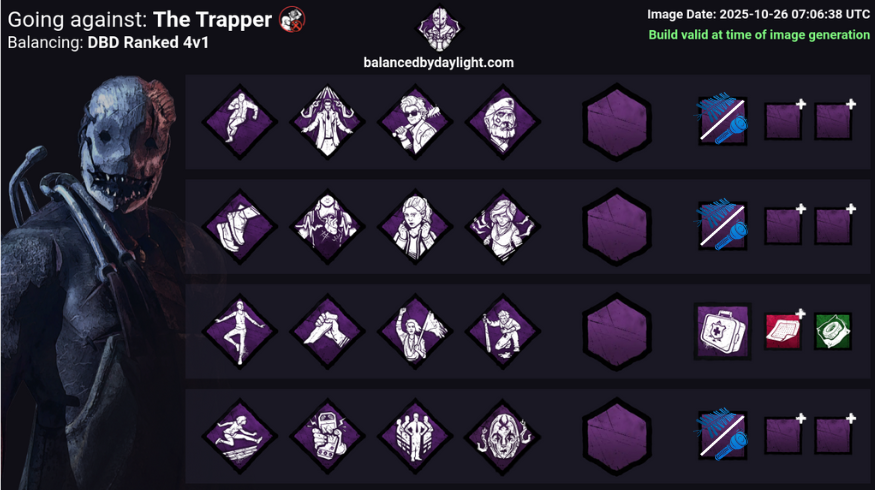 Going against: The Trapper
Balancing: DBD Ranked 4v1
balancedbydaylight.com
Image Date: 2025-10-26 07:06:38 UTC
Build valid at time of image generation